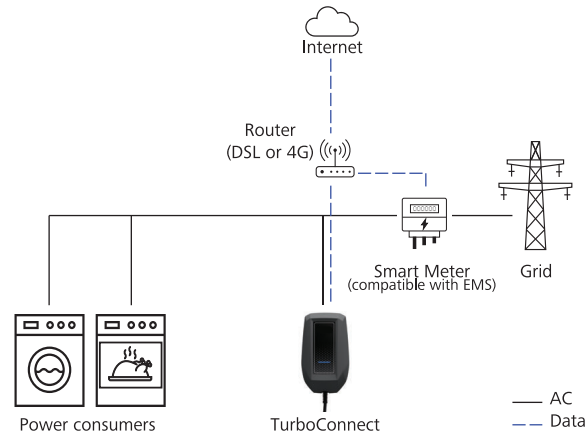 Internet
Router
(DSL or 4G)
Smart Meter
(compatible with EMS)
Grid
Power consumers
TurboConnect
AC
Data